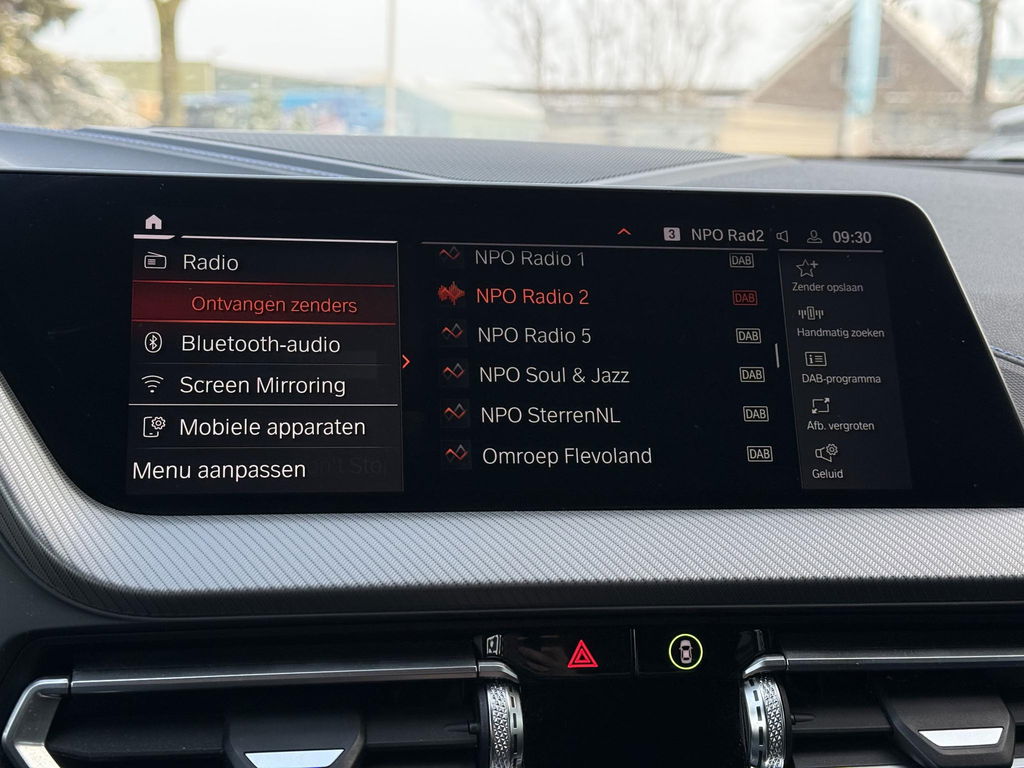 3 NPO Rad2 09:30
Radio
Ontvangen zenders
Bluetooth-audio
Screen Mirroring
Mobiele apparaten
Menu aanpassen
NPO Radio 1 DAB
NPO Radio 2 DAB
NPO Radio 5 DAB
NPO Soul & Jazz DAB
NPO SterrenNL DAB
Omroep Flevoland DAB
Zender opslaan
Handmatig zoeken
DAB-programma
Afb. vergroten
Geluid